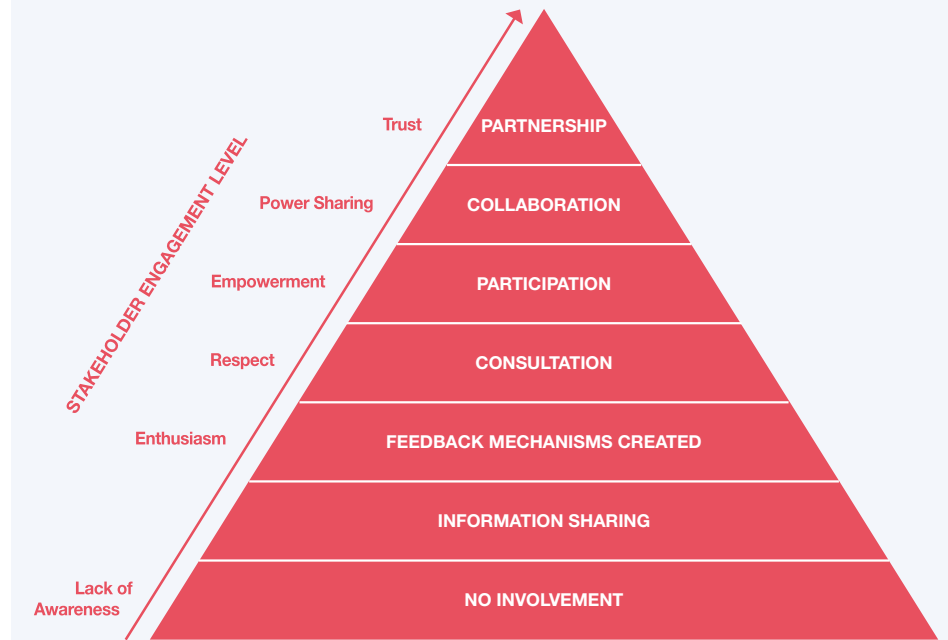 STAKEHOLDER ENGAGEMENT LEVEL
Trust
PARTNERSHIP
Power Sharing
COLLABORATION
Empowerment
PARTICIPATION
Respect
CONSULTATION
Enthusiasm
FEEDBACK MECHANISMS CREATED
INFORMATION SHARING
Lack of
Awareness
NO INVOLVEMENT